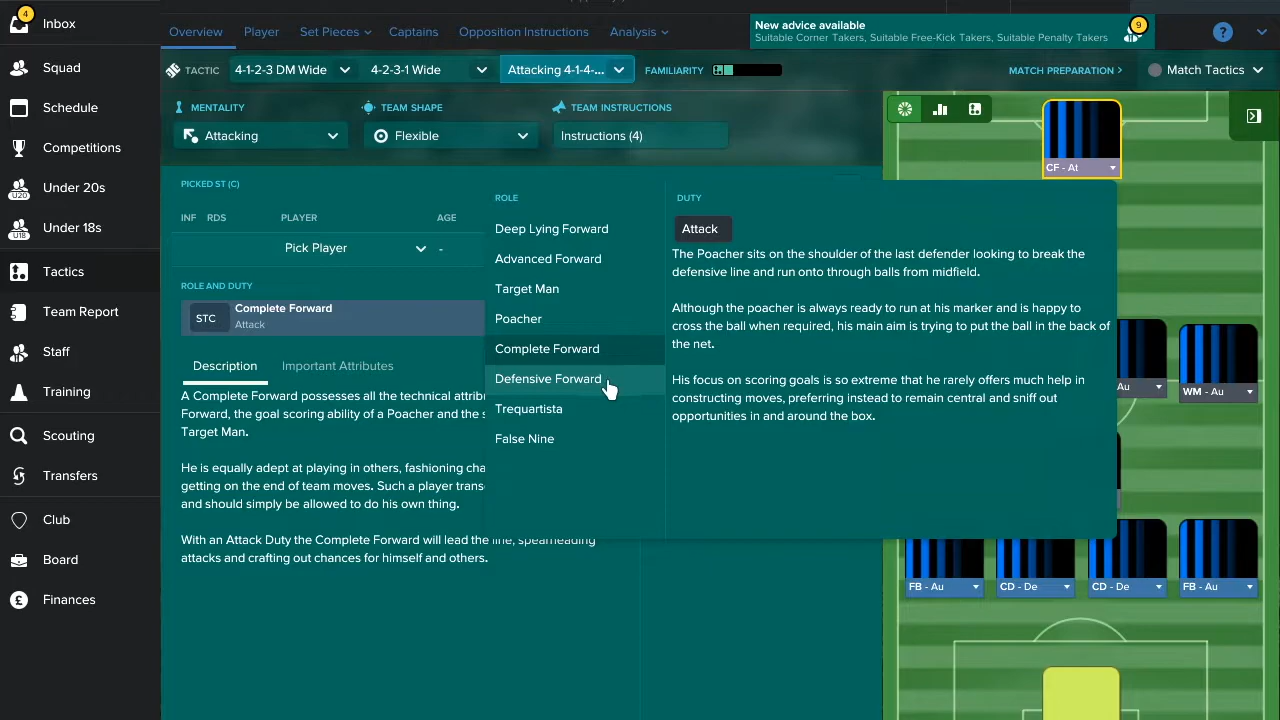 4
Inbox
Squad
Schedule
Competitions
U20
Under 20s
U18
Under 18s
Tactics
Team Report
Staff
Training
Scouting
Transfers
Club
Board
£
Finances
Overview
Player
Set Pieces
Captains
Opposition Instructions
Analysis
New advice available
Suitable Corner Takers, Suitable Free-Kick Takers, Suitable Penalty Takers
9
?
TACTIC
4-1-2-3 DM Wide
4-2-3-1 Wide
Attacking 4-1-4-...
FAMILIARITY
MATCH PREPARATION >
Match Tactics
MENTALITY
TEAM SHAPE
TEAM INSTRUCTIONS
Attacking
Flexible
Instructions (4)
PICKED ST (C)
INF RDS PLAYER AGE
Pick Player -
ROLE AND DUTY
STC
Complete Forward
Attack
Description
Important Attributes
A Complete Forward possesses all the technical attribu
Forward, the goal scoring ability of a Poacher and the s
Target Man.
He is equally adept at playing in others, fashioning cha
getting on the end of team moves. Such a player trans
and should simply be allowed to do his own thing.
With an Attack Duty the Complete Forward will lead the line, spearheading
attacks and crafting out chances for himself and others.
ROLE
Deep Lying Forward
Advanced Forward
Target Man
Poacher
Complete Forward
Defensive Forward
Trequartista
False Nine
DUTY
Attack
The Poacher sits on the shoulder of the last defender looking to break the
defensive line and run onto through balls from midfield.
Although the poacher is always ready to run at his marker and is happy to
cross the ball when required, his main aim is trying to put the ball in the back of
the net.
His focus on scoring goals is so extreme that he rarely offers much help in
constructing moves, preferring instead to remain central and sniff out
opportunities in and around the box.
CF - At
Au
WM - Au
FB - Au
CD - De
CD - De
FB - Au